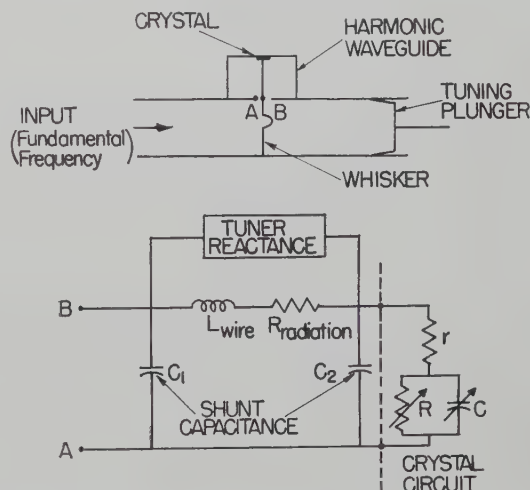 CRYSTAL
HARMONIC
WAVEGUIDE
TUNING
PLUNGER
A B
INPUT
(Fundamental
Frequency)
WHISKER
TUNER
REACTANCE
B
Lwire Rradiation
r
C1
C2
R
C
SHUNT
CAPACITANCE
A
CRYSTAL
CIRCUIT